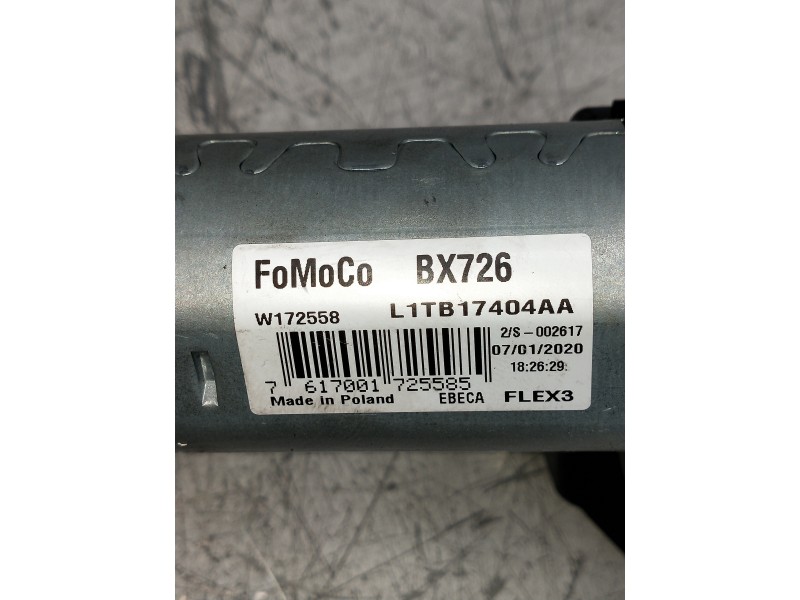 FoMoCo BX726
W172558 L1TB17404AA
2/S-002617
07/01/2020
18:26:29
7 617001 725585
Made in Poland EBECA FLEX3